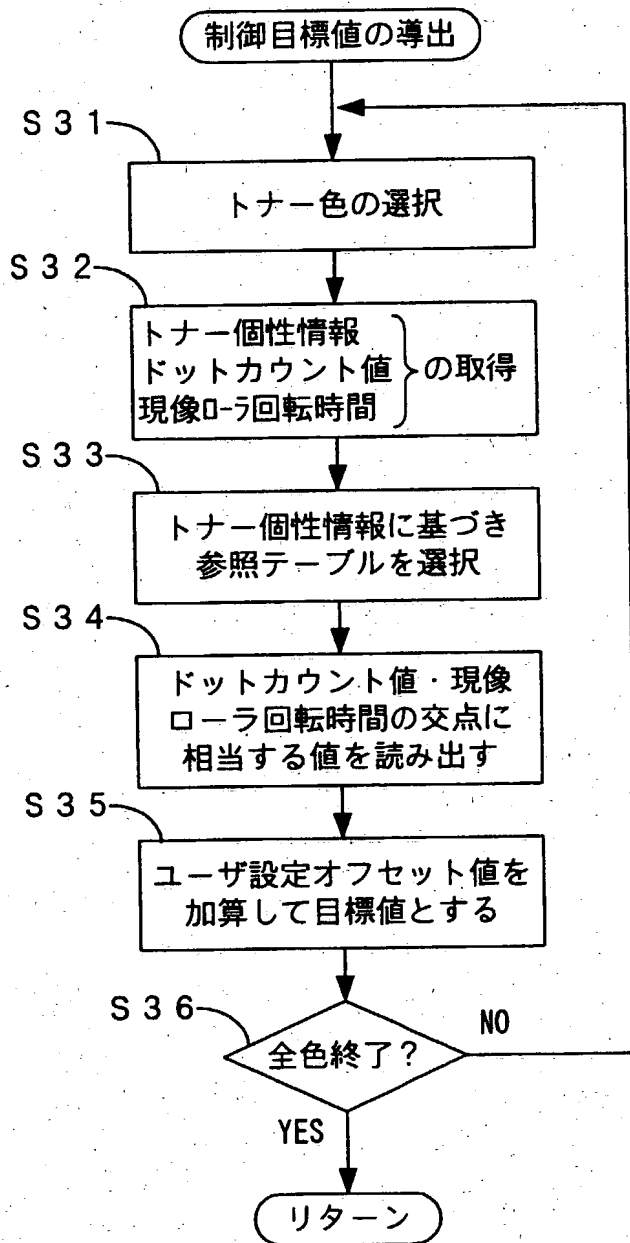 制御目標値の導出
S31
トナー色の選択
S32
トナー個性情報
ドットカウント値
現像ローラ回転時間
の取得
S33
トナー個性情報に基づき
参照テーブルを選択
S34
ドットカウント値・現像
ローラ回転時間の交点に
相当する値を読み出す
S35
ユーザ設定オフセット値を
加算して目標値とする
S36
全色終了?
NO
YES
リターン